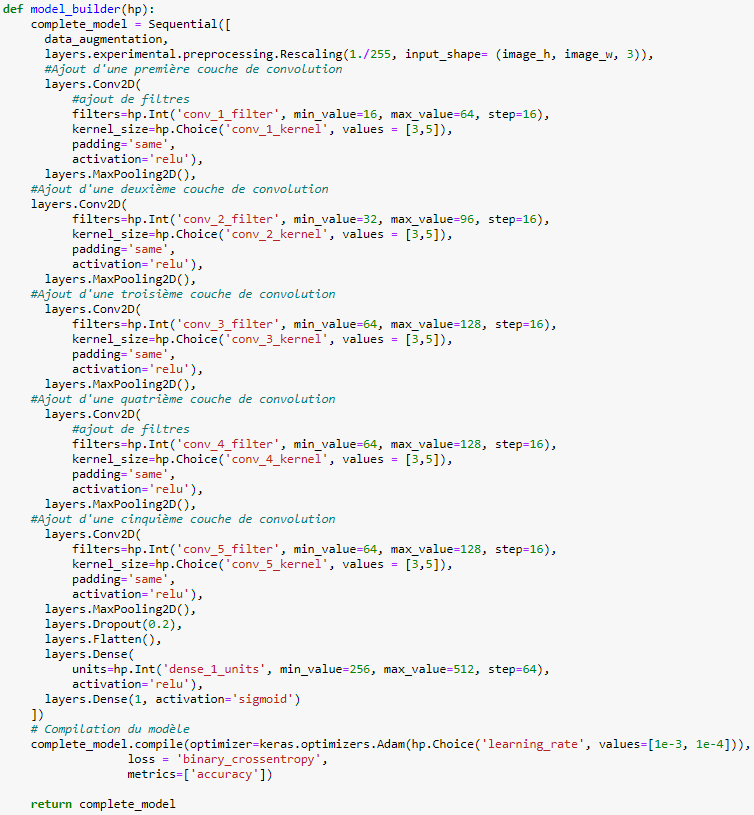 def model_builder(hp):
    complete_model = Sequential([
      data_augmentation,
      layers.experimental.preprocessing.Rescaling(1./255, input_shape= (image_h, image_w, 3)),
      #Ajout d'une première couche de convolution
      layers.Conv2D(
          #ajout de filtres
          filters=hp.Int('conv_1_filter', min_value=16, max_value=64, step=16),
          kernel_size=hp.Choice('conv_1_kernel', values = [3,5]),
          padding='same',
          activation='relu'),
      layers.MaxPooling2D(),
    #Ajout d'une deuxième couche de convolution
    layers.Conv2D(
          filters=hp.Int('conv_2_filter', min_value=32, max_value=96, step=16),
          kernel_size=hp.Choice('conv_2_kernel', values = [3,5]),
          padding='same',
          activation='relu'),
      layers.MaxPooling2D(),
    #Ajout d'une troisième couche de convolution
      layers.Conv2D(
          filters=hp.Int('conv_3_filter', min_value=64, max_value=128, step=16),
          kernel_size=hp.Choice('conv_3_kernel', values = [3,5]),
          padding='same',
          activation='relu'),
      layers.MaxPooling2D(),
    #Ajout d'une quatrième couche de convolution
      layers.Conv2D(
          #ajout de filtres
          filters=hp.Int('conv_4_filter', min_value=64, max_value=128, step=16),
          kernel_size=hp.Choice('conv_4_kernel', values = [3,5]),
          padding='same',
          activation='relu'),
      layers.MaxPooling2D(),
    #Ajout d'une cinquième couche de convolution
      layers.Conv2D(
          filters=hp.Int('conv_5_filter', min_value=64, max_value=128, step=16),
          kernel_size=hp.Choice('conv_5_kernel', values = [3,5]),
          padding='same',
          activation='relu'),
      layers.MaxPooling2D(),
      layers.Dropout(0.2),
      layers.Flatten(),
      layers.Dense(
          units=hp.Int('dense_1_units', min_value=256, max_value=512, step=64),
          activation='relu'),
      layers.Dense(1, activation='sigmoid')
    ])
    # Compilation du modèle
    complete_model.compile(optimizer=keras.optimizers.Adam(hp.Choice('learning_rate', values=[1e-3, 1e-4])),
                  loss = 'binary_crossentropy',
                  metrics=['accuracy'])

    return complete_model